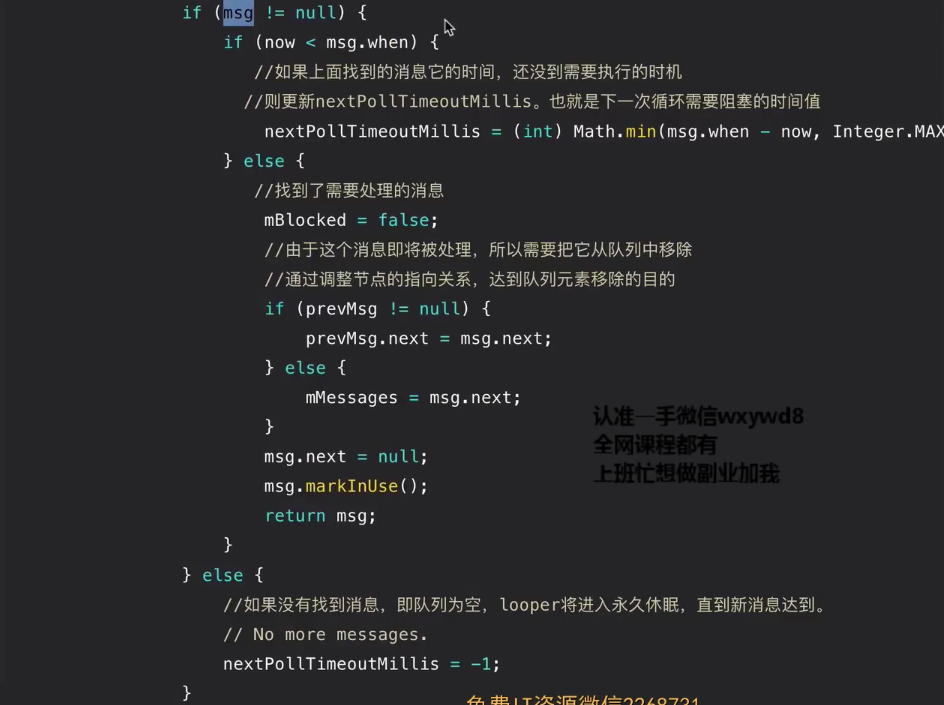 if (msg != null) {
if (now < msg.when) {
//如果上面找到的消息它的时间，还没到需要执行的时机
//则更新nextPollTimeoutMillis。也就是下一次循环需要阻塞的时间值
nextPollTimeoutMillis = (int) Math.min(msg.when - now, Integer.MAX
} else {
//找到了需要处理的消息
mBlocked = false;
//由于这个消息即将被处理，所以需要把它从队列中移除
//通过调整节点的指向关系，达到队列元素移除的目的
if (prevMsg != null) {
prevMsg.next = msg.next;
} else {
mMessages = msg.next;
}
认准一手微信wxywd8
全网课程都有
msg.next = null;
上班忙想做副业加我
msg.markInUse();
return msg;
}
} else {
//如果没有找到消息，即队列为空，looper将进入永久休眠，直到新消息达到。
// No more messages.
nextPollTimeoutMillis = -1;
}
免费IT资源微信2268731